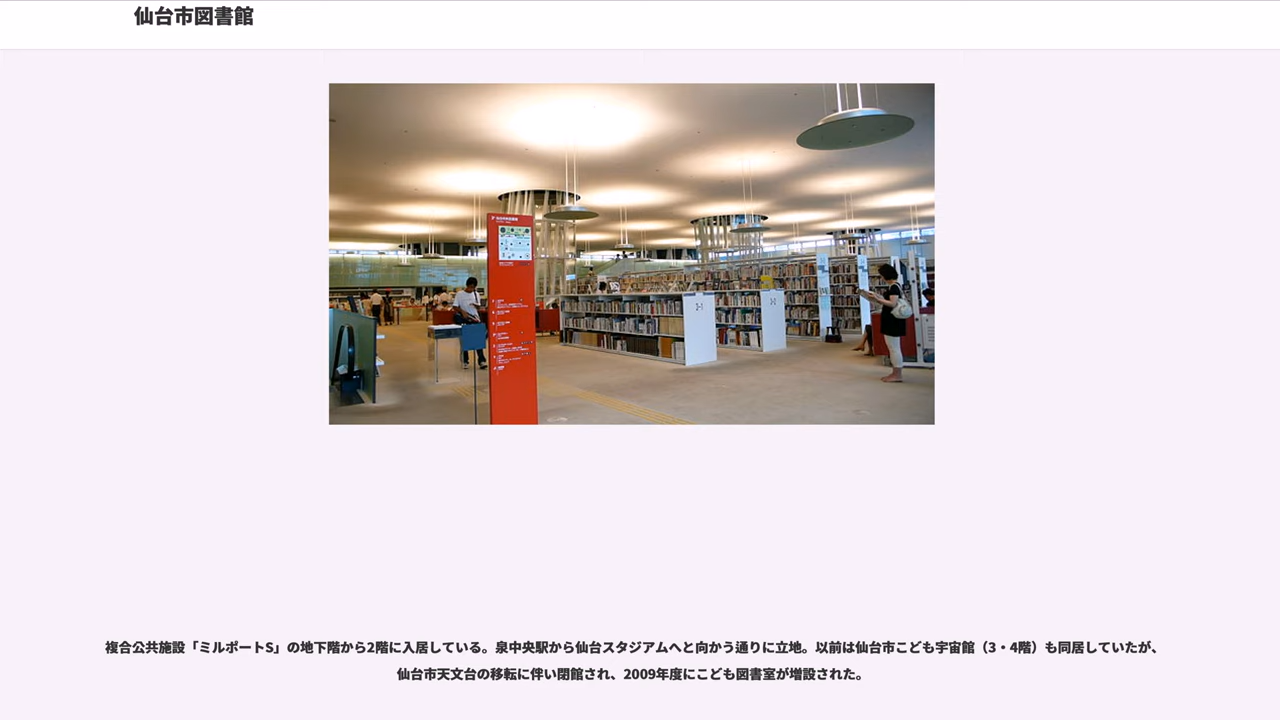 仙台市図書館
複合公共施設「ミルポートS」の地下階から2階に入居している。泉中央駅から仙台スタジアムへと向かう通りに立地。以前は仙台市こども宇宙館（3・4階）も同居していたが、
仙台市天文台の移転に伴い閉館され、2009年度にこども図書室が増設された。